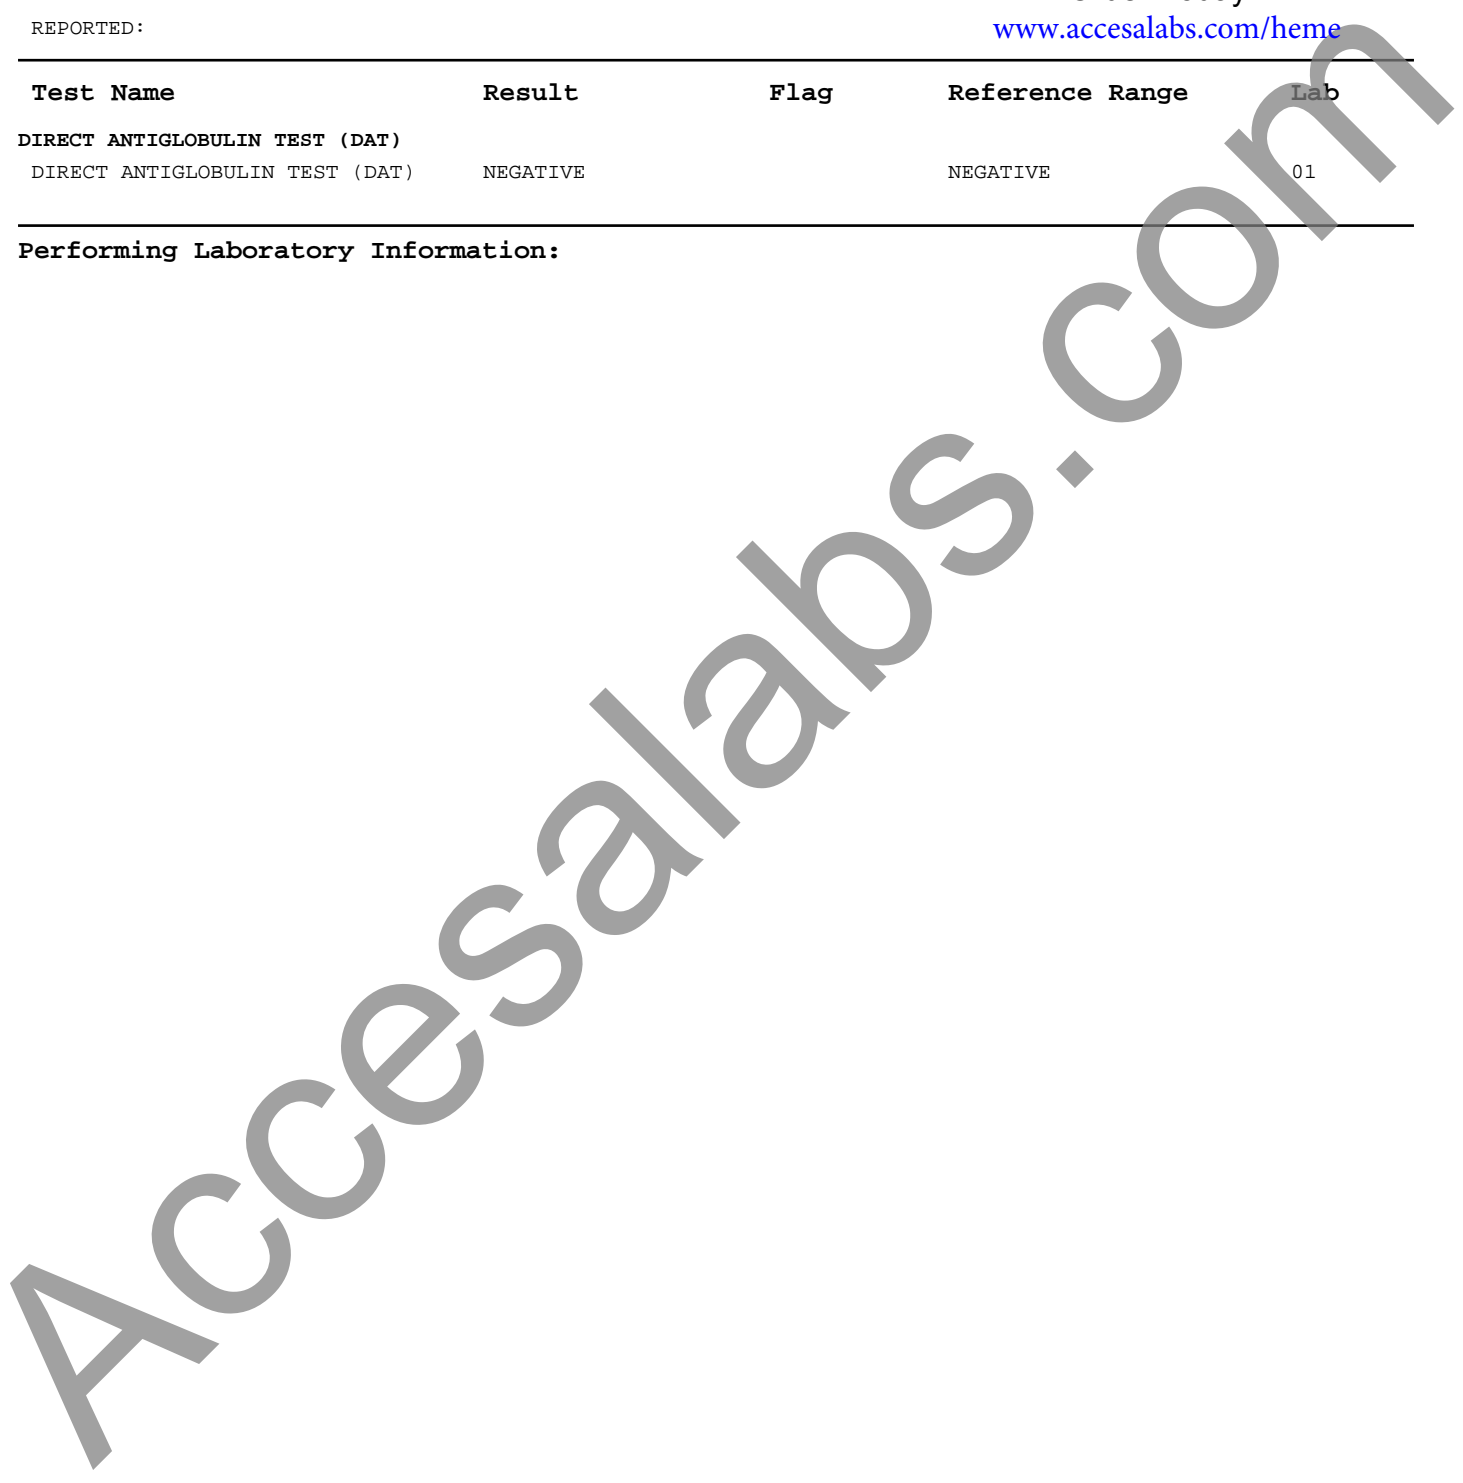 REPORTED:
www.accesalabs.com/heme
Test Name Result Flag Reference Range Lab
DIRECT ANTIGLOBULIN TEST (DAT)
DIRECT ANTIGLOBULIN TEST (DAT) NEGATIVE NEGATIVE 01
Performing Laboratory Information:
Accesalabs.com